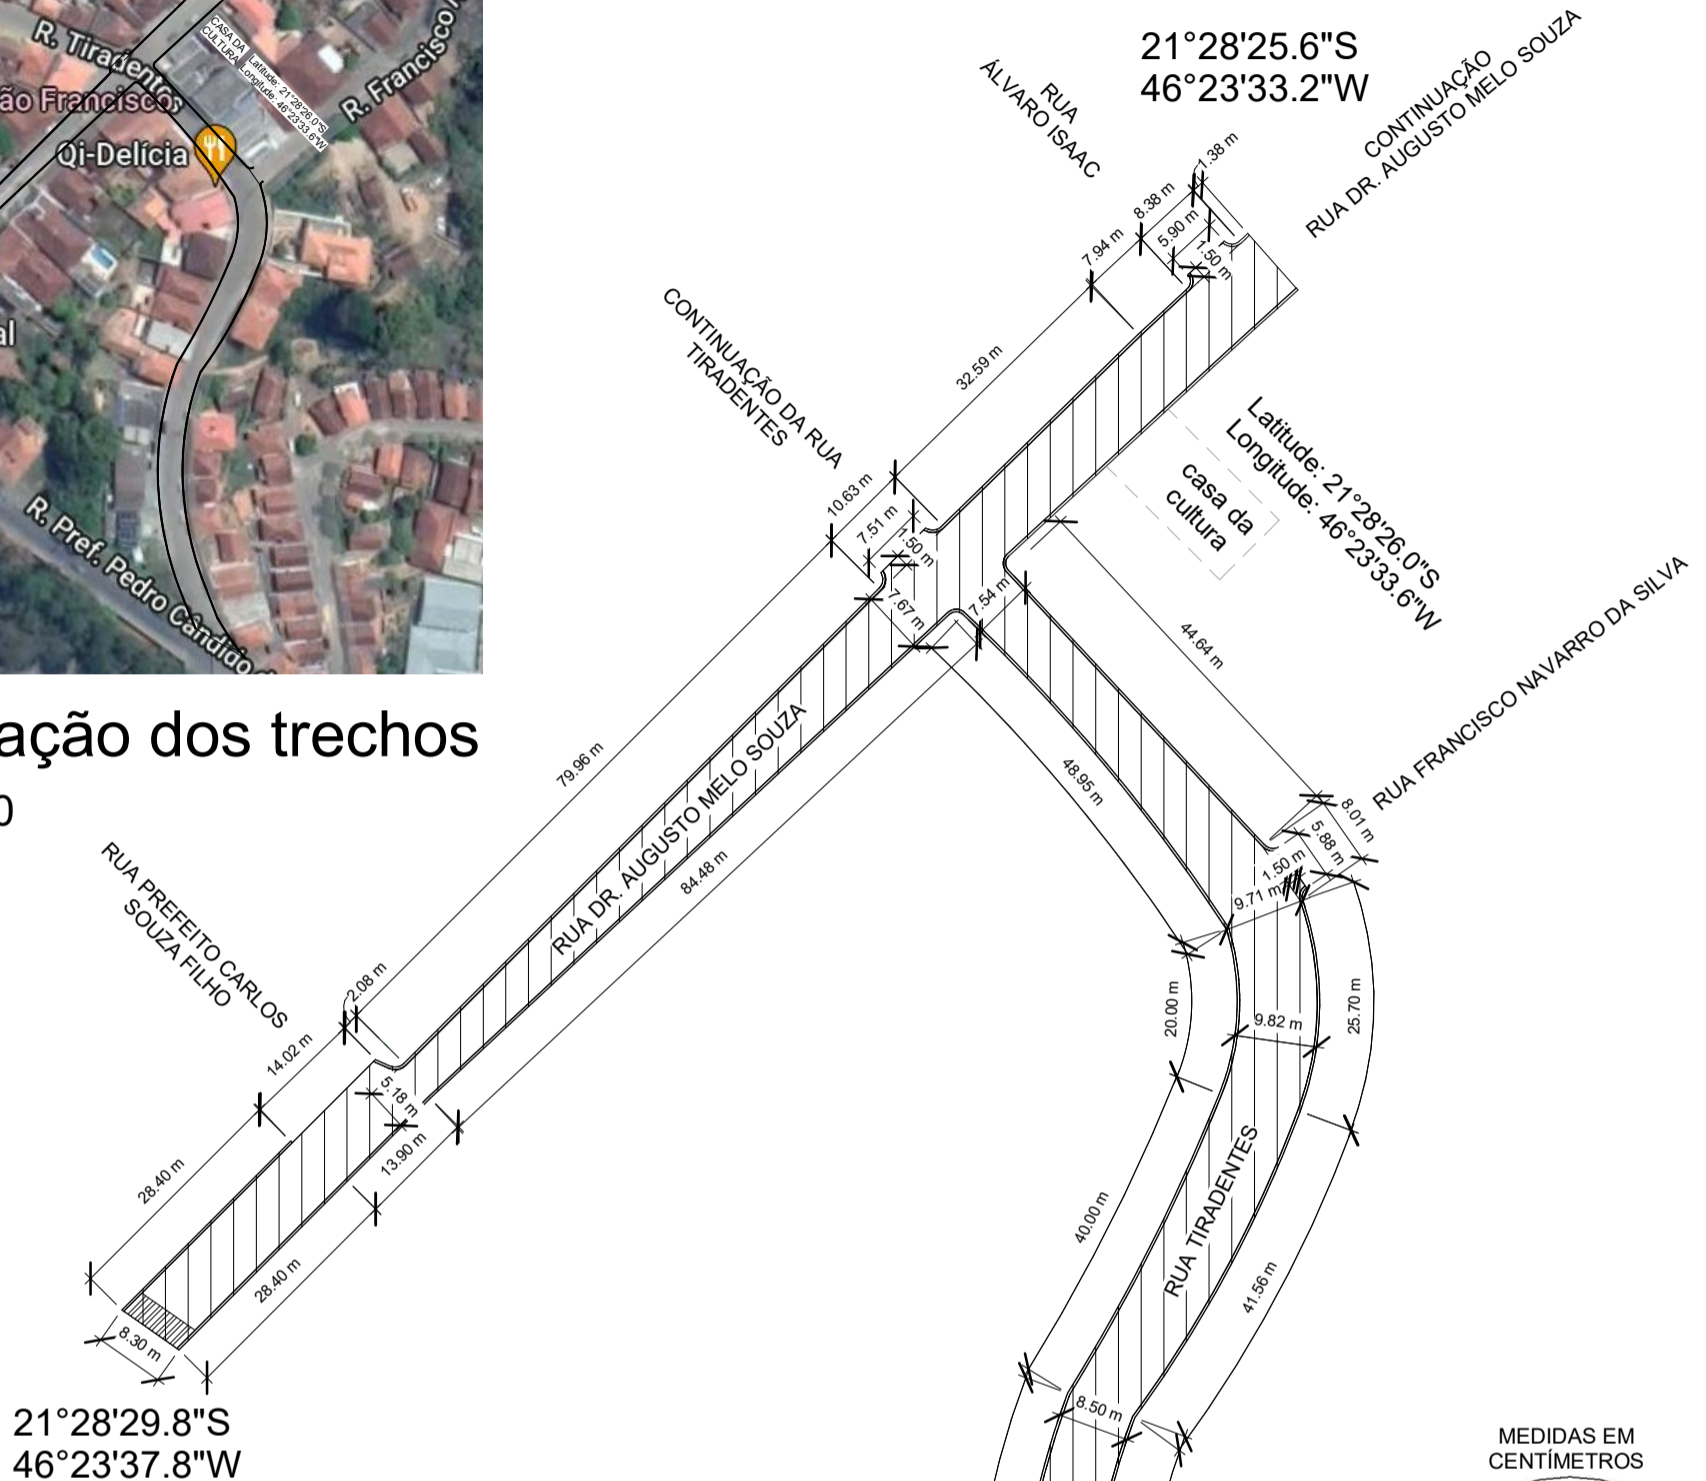 R. Tiradentes
CASA DA
CULTURA
Latitude: 21°28'26.0"S
Longitude: 46°23'33.6"W
R. Francisco
ão Francisco
Qi-Delícia
al
R. Pref. Pedro Cândido
ação dos trechos
0
21°28'25.6"S
46°23'33.2"W
RUA
ÁLVARO ISAAC
CONTINUAÇÃO
RUA DR. AUGUSTO MELO SOUZA
1.38 m
8.38 m
5.90 m
1.50 m
7.94 m
32.59 m
CONTINUAÇÃO DA RUA
TIRADENTES
10.63 m
7.51 m
1.50 m
7.67 m
7.54 m
Latitude: 21°28'26.0"S
Longitude: 46°23'33.6"W
casa da
cultura
44.64 m
48.95 m
RUA FRANCISCO NAVARRO DA SILVA
8.01 m
5.88 m
1.50 m
9.71 m
79.96 m
RUA DR. AUGUSTO MELO SOUZA
84.48 m
RUA PREFEITO CARLOS
SOUZA FILHO
2.08 m
14.02 m
5.18 m
13.90 m
28.40 m
28.40 m
8.30 m
20.00 m
9.82 m
25.70 m
RUA TIRADENTES
40.00 m
41.56 m
8.50 m
21°28'29.8"S
46°23'37.8"W
MEDIDAS EM
CENTÍMETROS